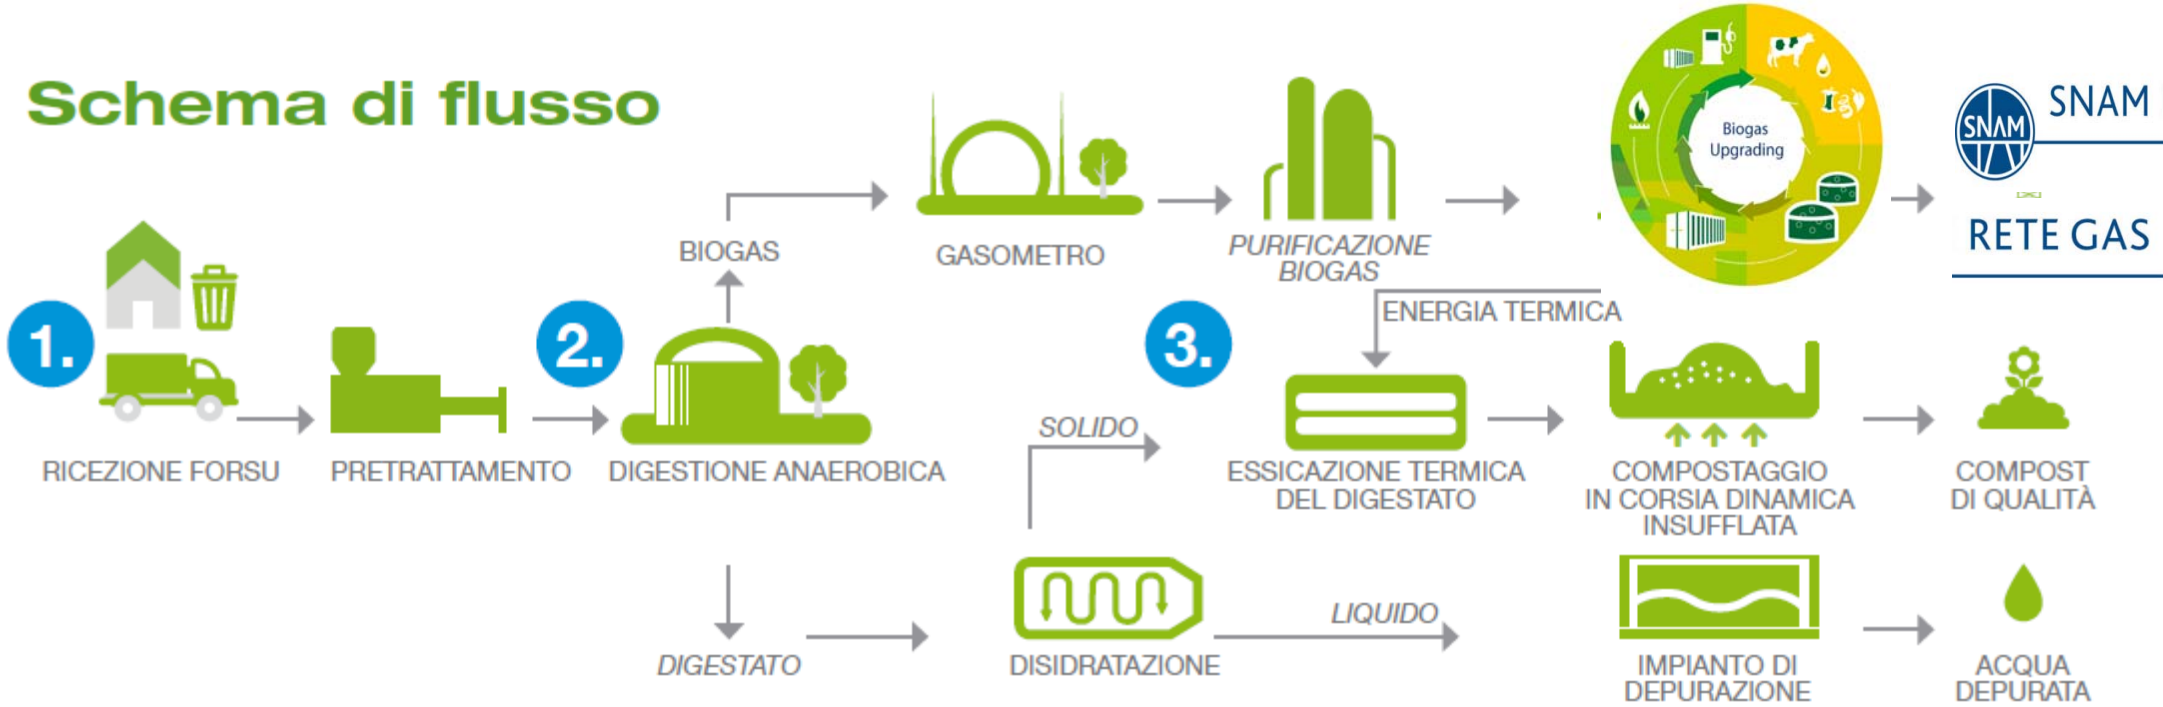 Schema di flusso
Biogas
Upgrading
SNAM
SNAM
RETE GAS
BIOGAS
GASOMETRO
PURIFICAZIONE
BIOGAS
ENERGIA TERMICA
1.
2.
3.
SOLIDO
RICEZIONE FORSU
PRETRATTAMENTO
DIGESTIONE ANAEROBICA
ESSICAZIONE TERMICA
DEL DIGESTATO
COMPOSTAGGIO
IN CORSIA DINAMICA
INSUFFLATA
COMPOST
DI QUALITÀ
LIQUIDO
DIGESTATO
DISIDRATAZIONE
IMPIANTO DI
DEPURAZIONE
ACQUA
DEPURATA